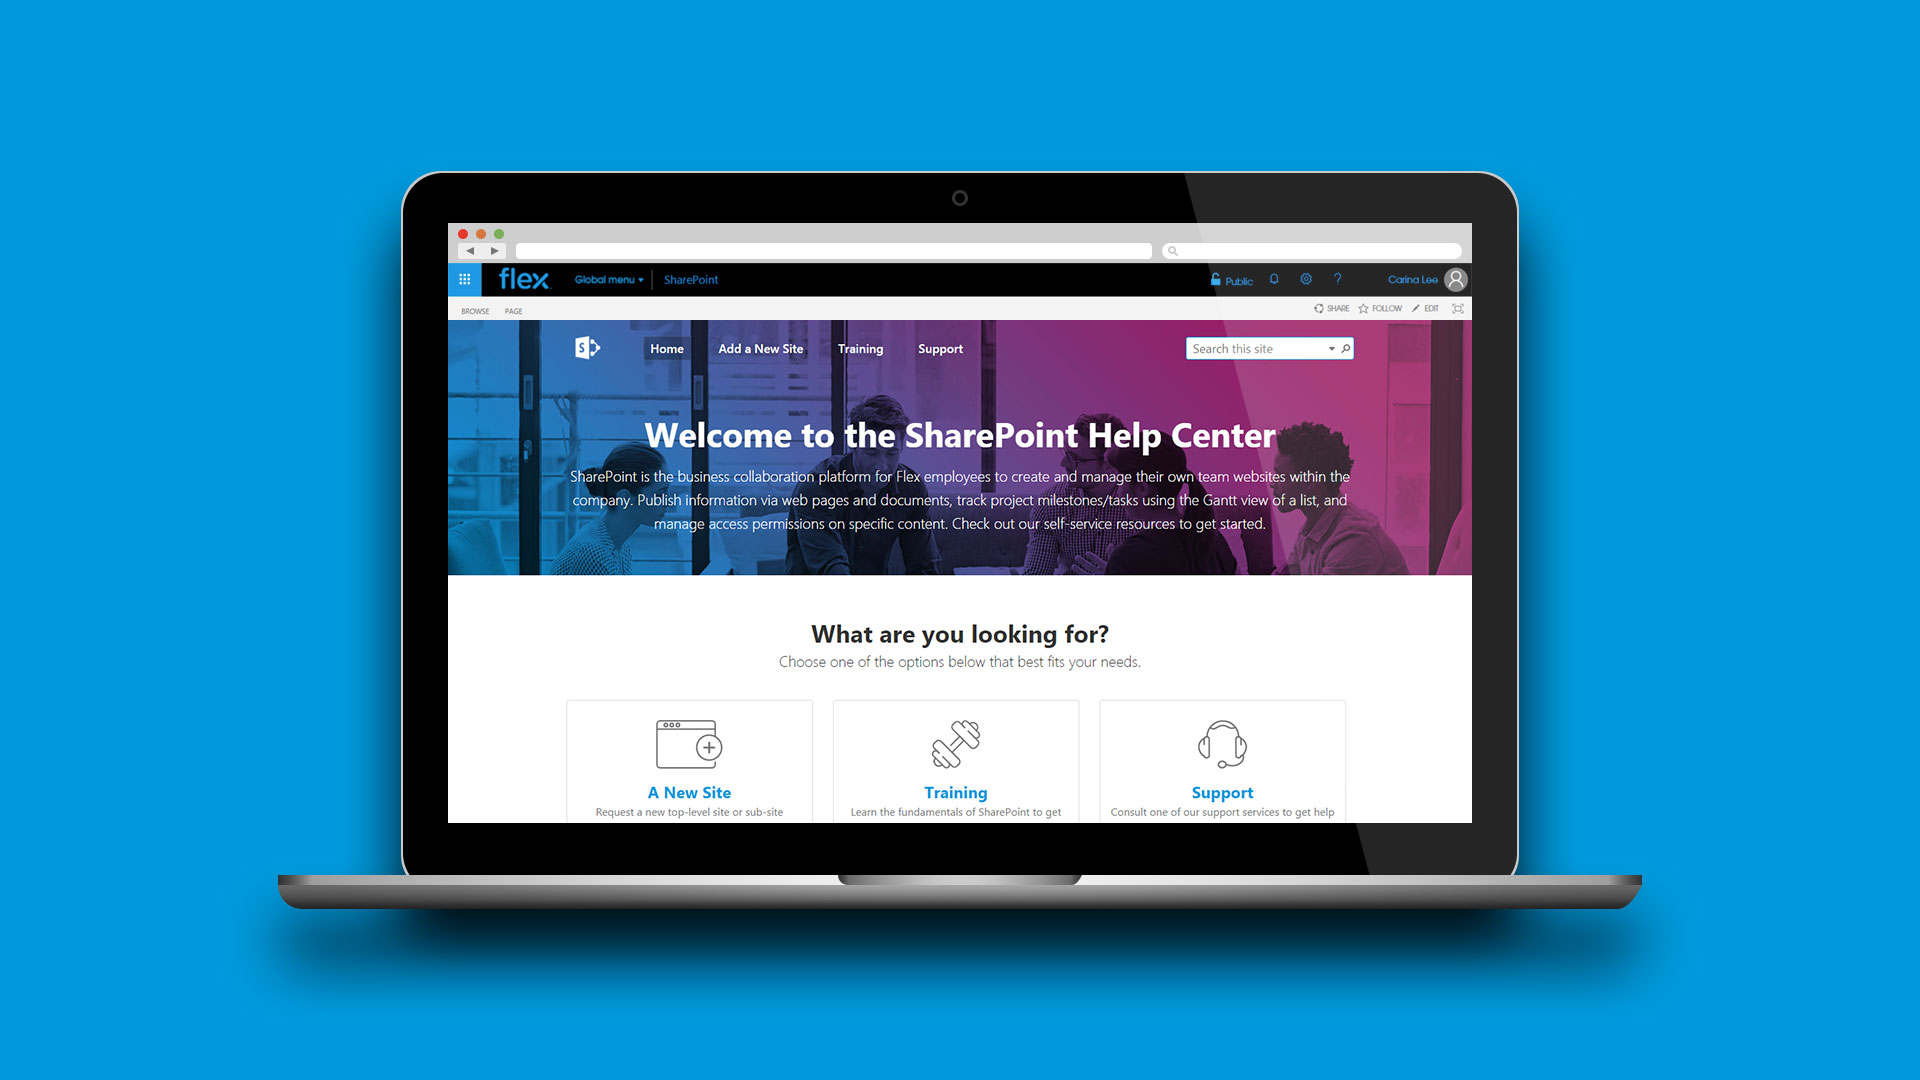 flex
Global menu
SharePoint
Public
?
Carina Lee
BROWSE
PAGE
SHARE
FOLLOW
EDIT
S
Home
Add a New Site
Training
Support
Search this site
Welcome to the SharePoint Help Center
SharePoint is the business collaboration platform for Flex employees to create and manage their own team websites within the
company. Publish information via web pages and documents, track project milestones/tasks using the Gantt view of a list, and
manage access permissions on specific content. Check out our self-service resources to get started.
What are you looking for?
Choose one of the options below that best fits your needs.
A New Site
Request a new top-level site or sub-site
Training
Learn the fundamentals of SharePoint to get
Support
Consult one of our support services to get help